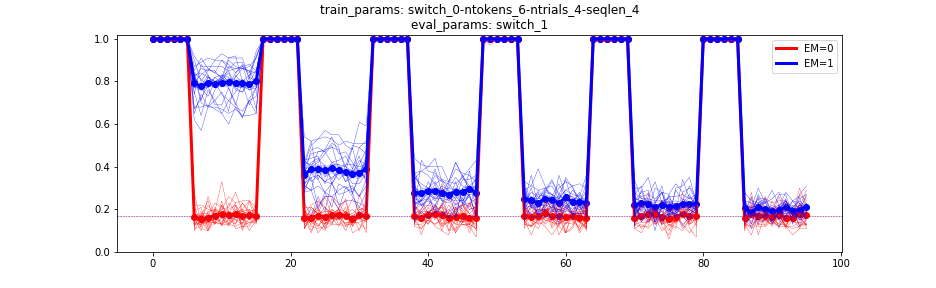 train_params: switch_0-ntokens_6-ntrials_4-seqlen_4
eval_params: switch_1
1.0
0.8
0.6
0.4
0.2
0.0
0 20 40 60 80 100
EM=0
EM=1